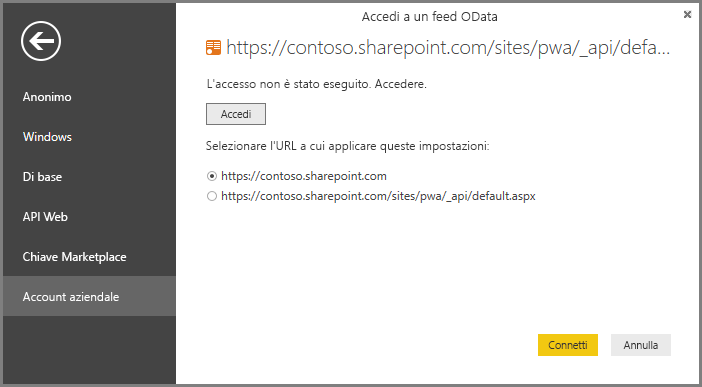 Accedi a un feed OData
https://contoso.sharepoint.com/sites/pwa/_api/defau...
L'accesso non è stato eseguito. Accedere.
Accedi
Selezionare l'URL a cui applicare queste impostazioni:
https://contoso.sharepoint.com
https://contoso.sharepoint.com/sites/pwa/_api/default.aspx
Anonimo
Windows
Di base
API Web
Chiave Marketplace
Account aziendale
Connetti
Annulla